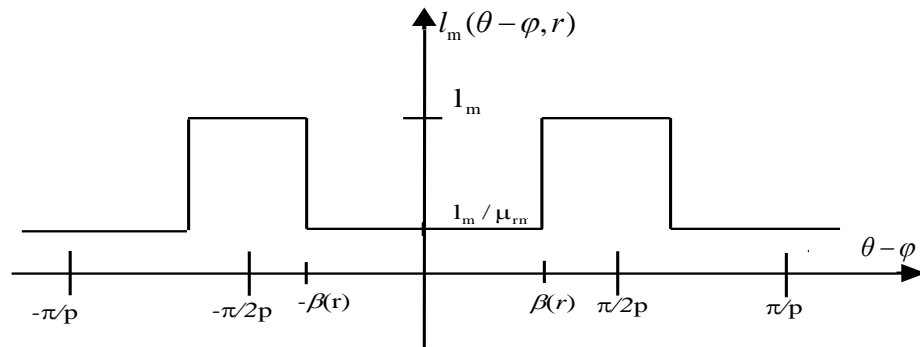 l_m(θ − φ, r)
l_m
l_m / μ_rm
θ − φ
-π/p
-π/2p
-β(r)
β(r)
π/2p
π/p